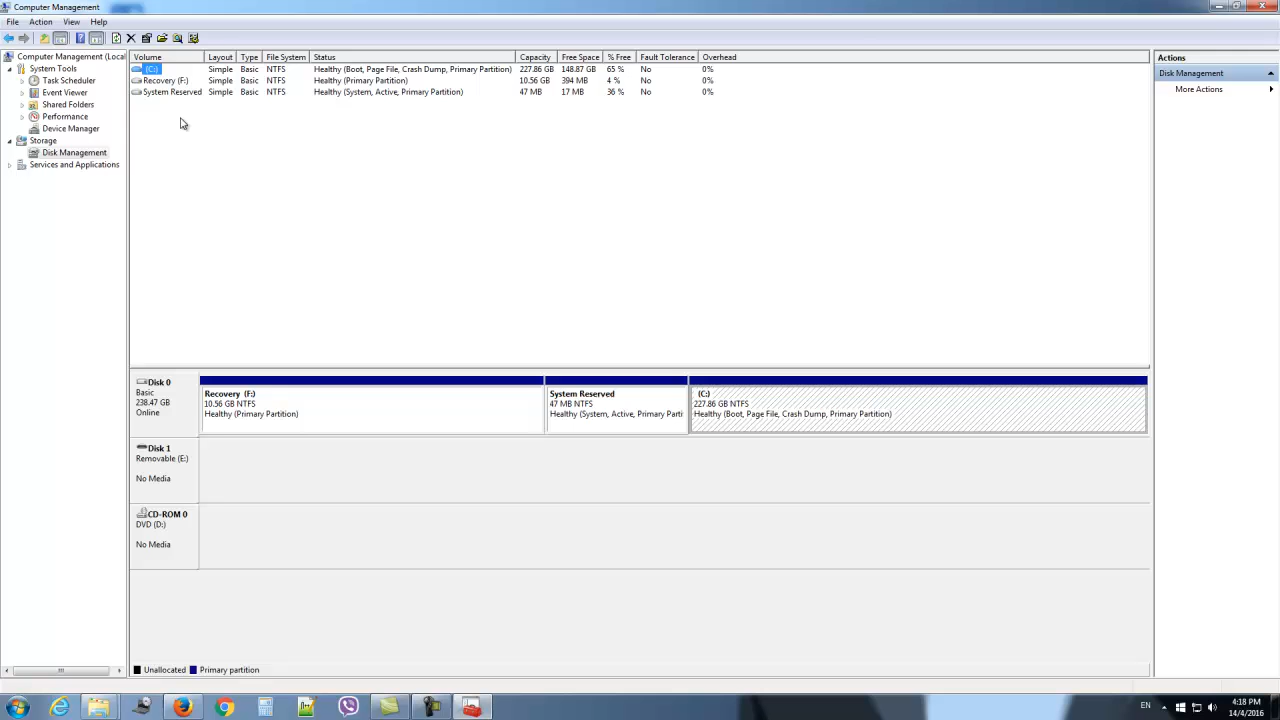 Computer Management
File Action View Help
Computer Management (Local
System Tools
Task Scheduler
Event Viewer
Shared Folders
Performance
Device Manager
Storage
Disk Management
Services and Applications
Volume Layout Type File System Status Capacity Free Space % Free Fault Tolerance Overhead
(C:) Simple Basic NTFS Healthy (Boot, Page File, Crash Dump, Primary Partition) 227.86 GB 148.87 GB 65 % No 0%
Recovery (F:) Simple Basic NTFS Healthy (Primary Partition) 10.56 GB 394 MB 4 % No 0%
System Reserved Simple Basic NTFS Healthy (System, Active, Primary Partition) 47 MB 17 MB 36 % No 0%
Actions
Disk Management
More Actions
Disk 0
Basic
238.47 GB
Online
Recovery (F:)
10.56 GB NTFS
Healthy (Primary Partition)
System Reserved
47 MB NTFS
Healthy (System, Active, Primary Parti
(C:)
227.86 GB NTFS
Healthy (Boot, Page File, Crash Dump, Primary Partition)
Disk 1
Removable (E:)
No Media
CD-ROM 0
DVD (D:)
No Media
Unallocated Primary partition
EN
4:18 PM
14/4/2016